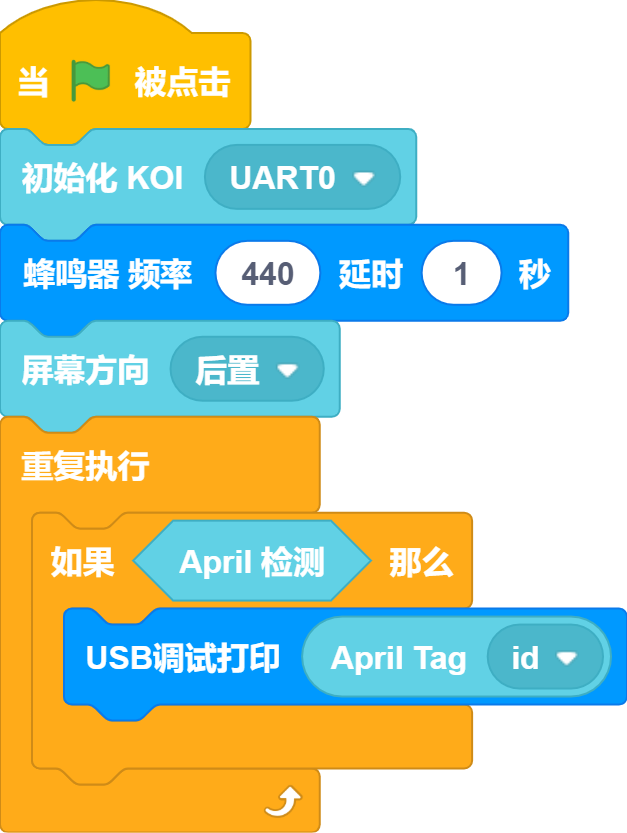 当 被点击
初始化 KOI UART0
蜂鸣器 频率 440 延时 1 秒
屏幕方向 后置
重复执行
如果 April 检测 那么
USB调试打印 April Tag id